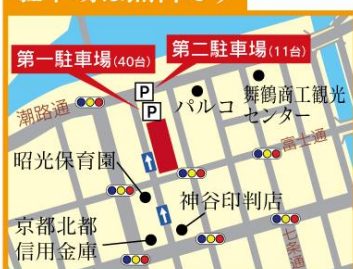 第一駐車場(40台)
第二駐車場(11台)
P
P
潮路通
パルコ
舞鶴商工観光
センター
富士通
昭光保育園
神谷印判店
京都北都
信用金庫
七条通